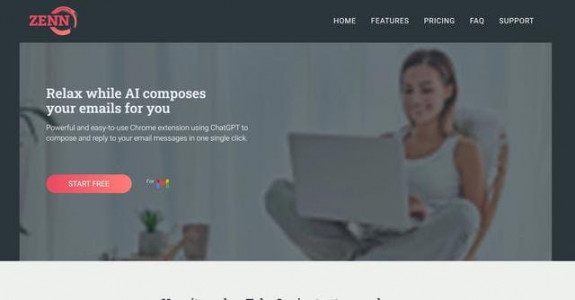 ZENN
HOME FEATURES PRICING FAQ SUPPORT
Relax while AI composes
your emails for you
Powerful and easy-to-use Chrome extension using ChatGPT to
compose and reply to your email messages in one single click.
START FREE
For